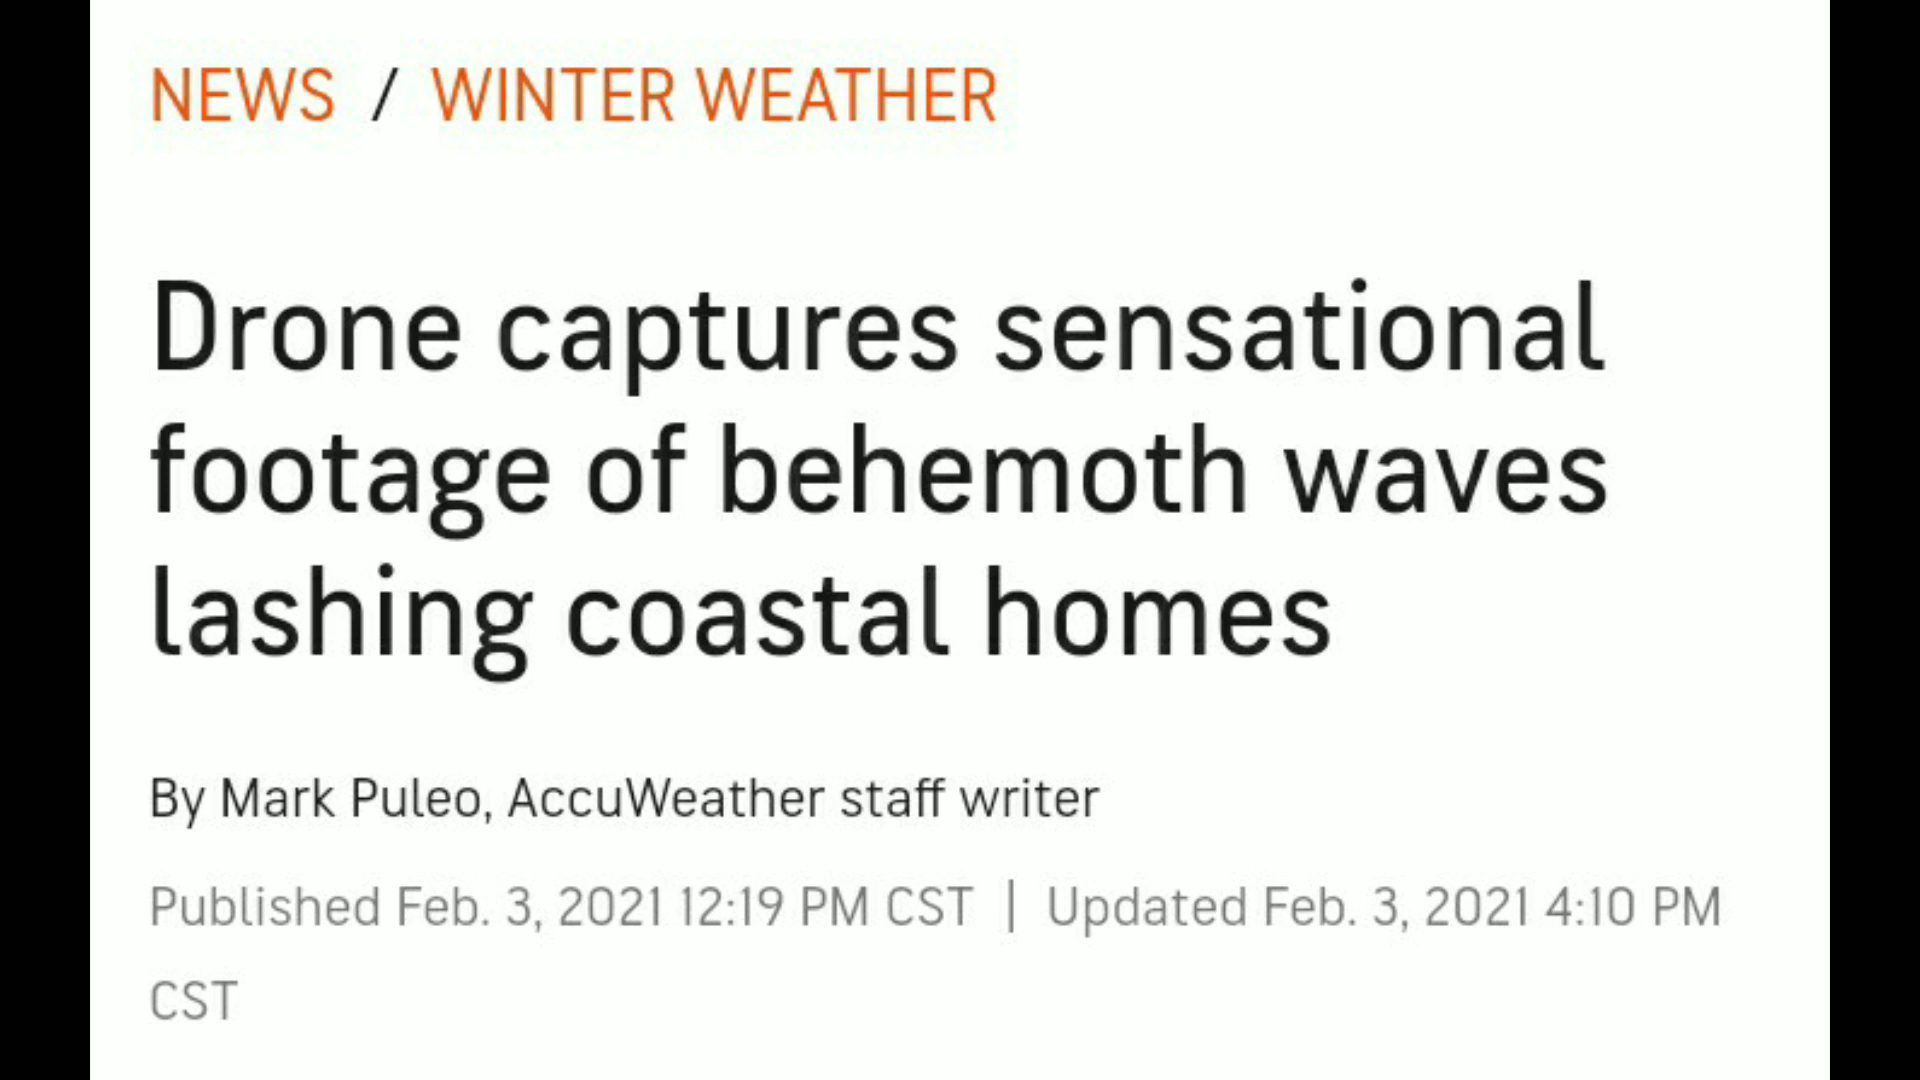 NEWS / WINTER WEATHER
Drone captures sensational
footage of behemoth waves
lashing coastal homes
By Mark Puleo, AccuWeather staff writer
Published Feb. 3, 2021 12:19 PM CST | Updated Feb. 3, 2021 4:10 PM
CST